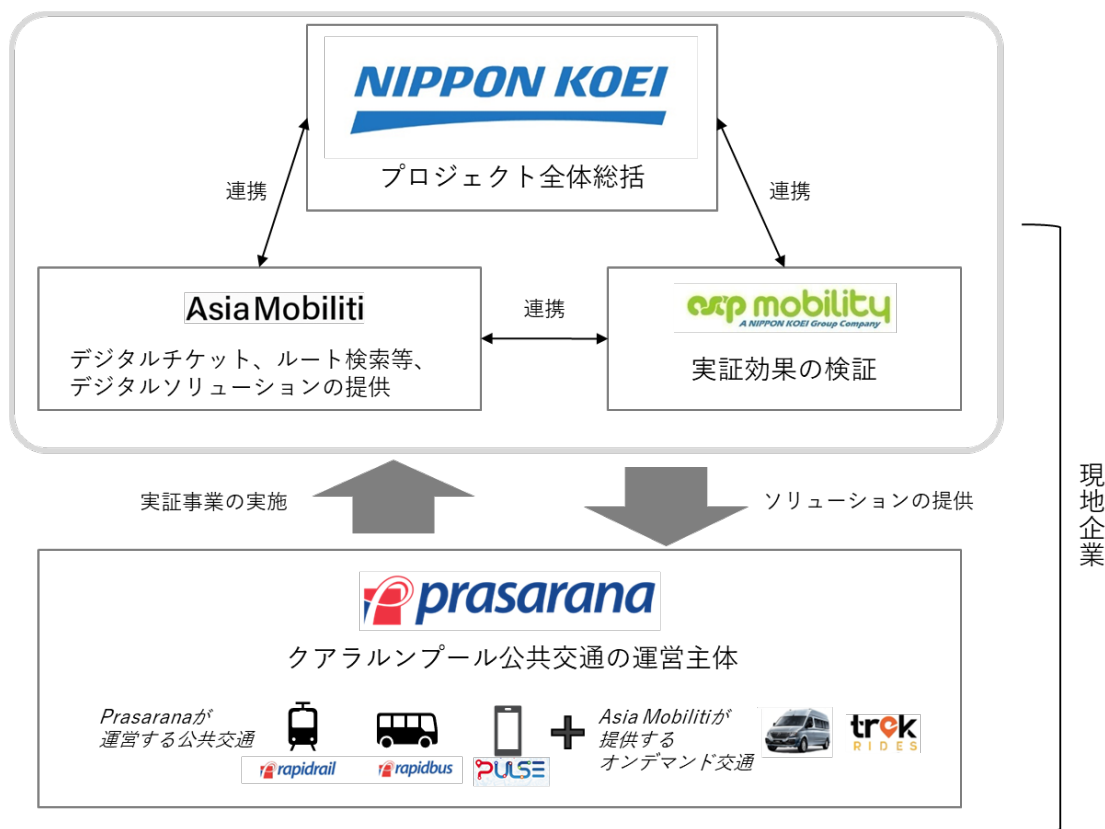 NIPPON KOEI
プロジェクト全体総括
連携
連携
AsiaMobiliti
デジタルチケット、ルート検索等、
デジタルソリューションの提供
連携
mobility
A NIPPON KOEI Group Company
実証効果の検証
実証事業の実施
ソリューションの提供
現地企業
prasarana
クアラルンプール公共交通の運営主体
Prasaranaが
運営する公共交通
rapidrail
rapidbus
PULSE
Asia Mobilitiが
提供する
オンデマンド交通
trek
RIDES